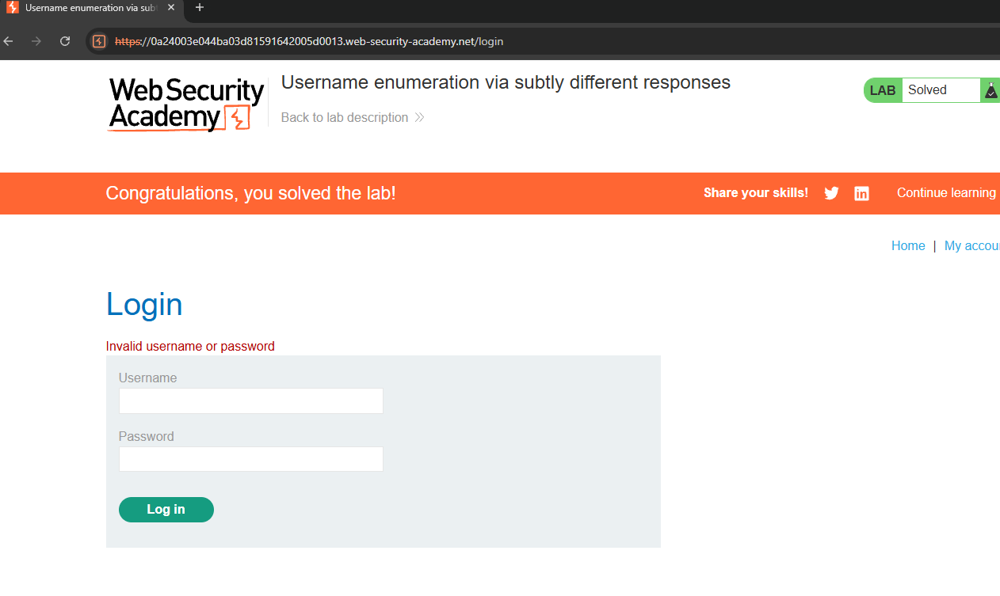 Username enumeration via subt
https://0a24003e044ba03d81591642005d0013.web-security-academy.net/login
Web Security
Academy
Username enumeration via subtly different responses
Back to lab description
LAB Solved
Congratulations, you solved the lab!
Share your skills!
Continue learning
Home | My accou
Login
Invalid username or password
Username
Password
Log in